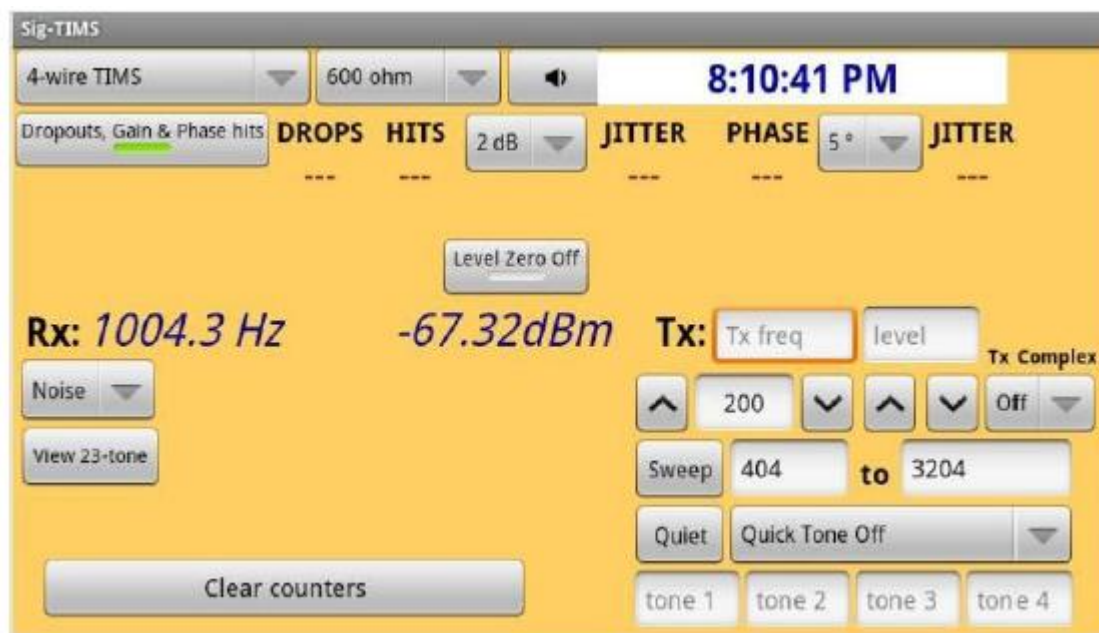 Sig-TIMS
4-wire TIMS 600 ohm 8:10:41 PM
Dropouts, Gain & Phase hits DROPS HITS 2 dB JITTER PHASE 5 ° JITTER
--- --- --- --- ---
Level Zero Off
Rx: 1004.3 Hz -67.32dBm Tx: Tx freq level
Tx Complex
Noise 200 Off
View 23-tone Sweep 404 to 3204
Quiet Quick Tone Off
Clear counters tone 1 tone 2 tone 3 tone 4